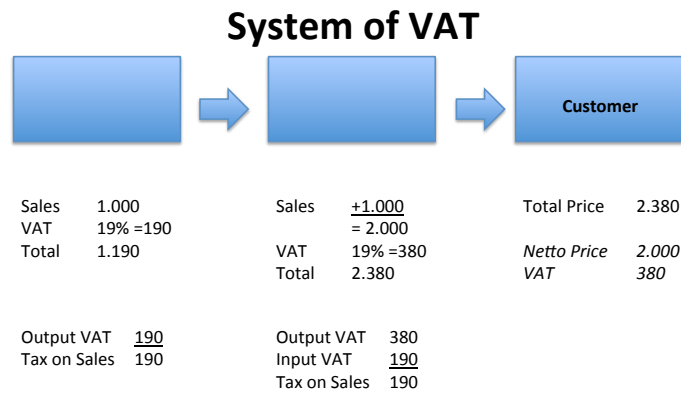 System of VAT
Customer
Sales 1.000
VAT 19% =190
Total 1.190
Output VAT 190
Tax on Sales 190
Sales +1.000
= 2.000
VAT 19% =380
Total 2.380
Output VAT 380
Input VAT 190
Tax on Sales 190
Total Price 2.380
Netto Price 2.000
VAT 380